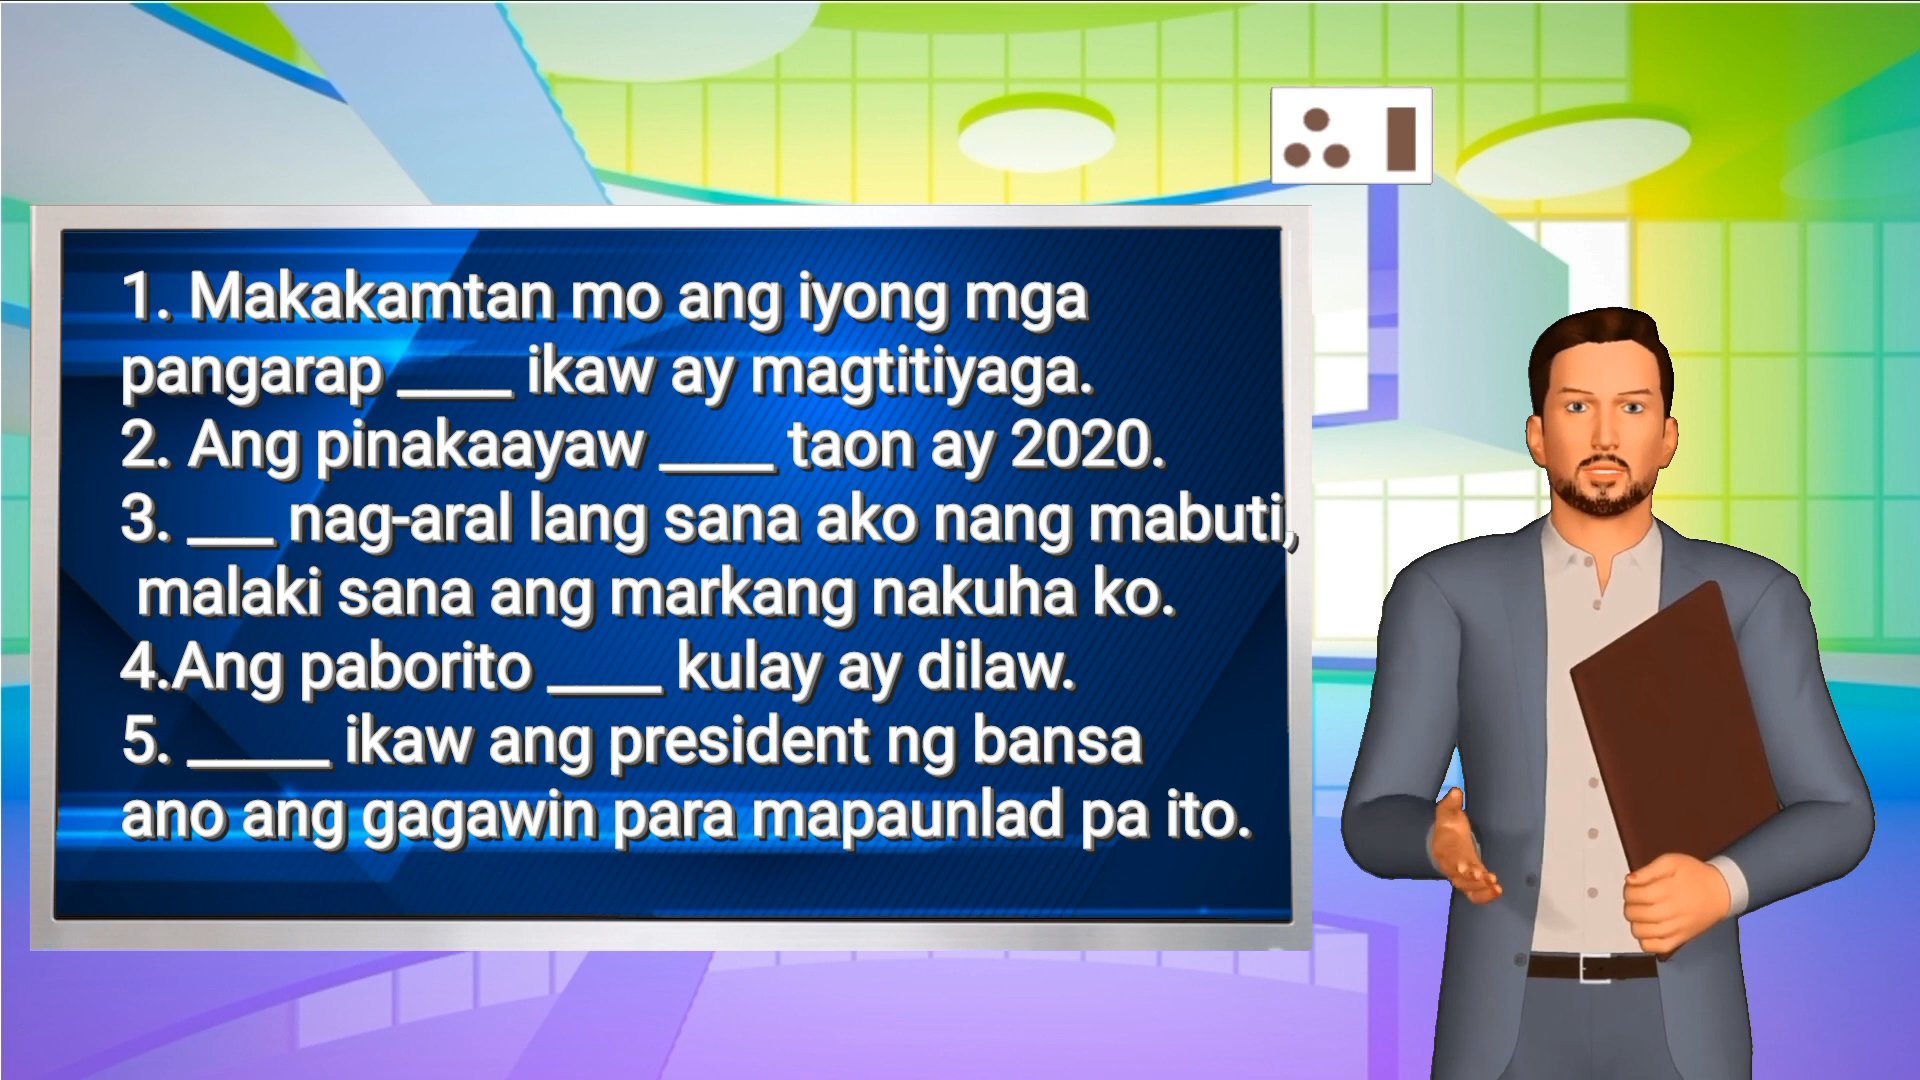 1. Makakamtan mo ang iyong mga
pangarap ____ ikaw ay magtitiyaga.
2. Ang pinakaayaw ____ taon ay 2020.
3. ___ nag-aral lang sana ako nang mabuti,
malaki sana ang markang nakuha ko.
4.Ang paborito ____ kulay ay dilaw.
5. _____ ikaw ang president ng bansa
ano ang gagawin para mapaunlad pa ito.